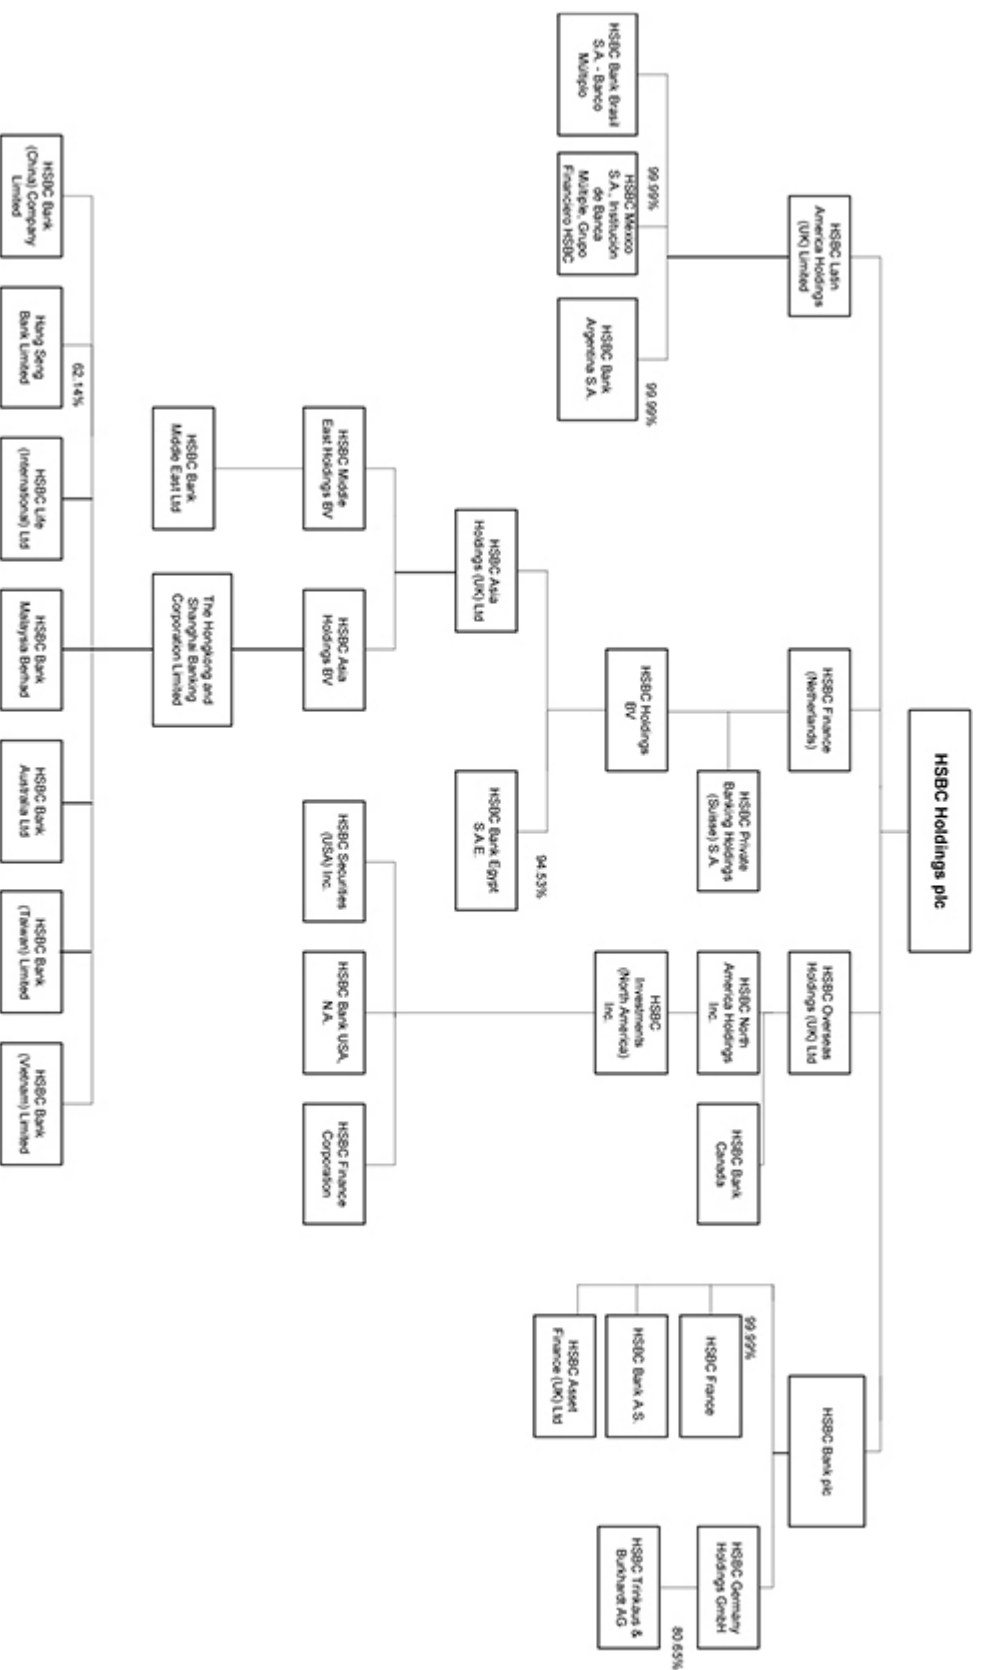 HSBC Holdings plc
HSBC Latin
America Holdings
(UK) Limited
HSBC Finance
(Netherlands)
HSBC Overseas
Holdings (UK) Ltd
HSBC Bank plc
HSBC Private
Banking Holdings
(Suisse) S.A.
HSBC North
America Holdings
Inc.
HSBC Bank
Canada
99.99%
HSBC Germany
Holdings GmbH
99.99%
99.99%
HSBC Bank Brasil
S.A. - Banco
Múltiplo
HSBC México
S.A., Institución
de Banca
Múltiple, Grupo
Financiero HSBC
HSBC Bank
Argentina S.A.
HSBC Holdings
BV
HSBC
Investments
(North America)
Inc.
HSBC France
HSBC Bank A.S.
HSBC Asset
Finance (UK) Ltd
80.65%
HSBC Trinkaus &
Burkhardt AG
94.53%
HSBC Asia
Holdings (UK) Ltd
HSBC Bank Egypt
S.A.E.
HSBC Middle
East Holdings BV
HSBC Asia
Holdings BV
HSBC Securities
(USA) Inc.
HSBC Bank USA,
N.A.
HSBC Finance
Corporation
HSBC Bank
Middle East Ltd
The Hongkong and
Shanghai Banking
Corporation Limited
62.14%
HSBC Bank
(China) Company
Limited
Hang Seng
Bank Limited
HSBC Life
(International) Ltd
HSBC Bank
Malaysia Berhad
HSBC Bank
Australia Ltd
HSBC Bank
(Taiwan) Limited
HSBC Bank
(Vietnam) Limited